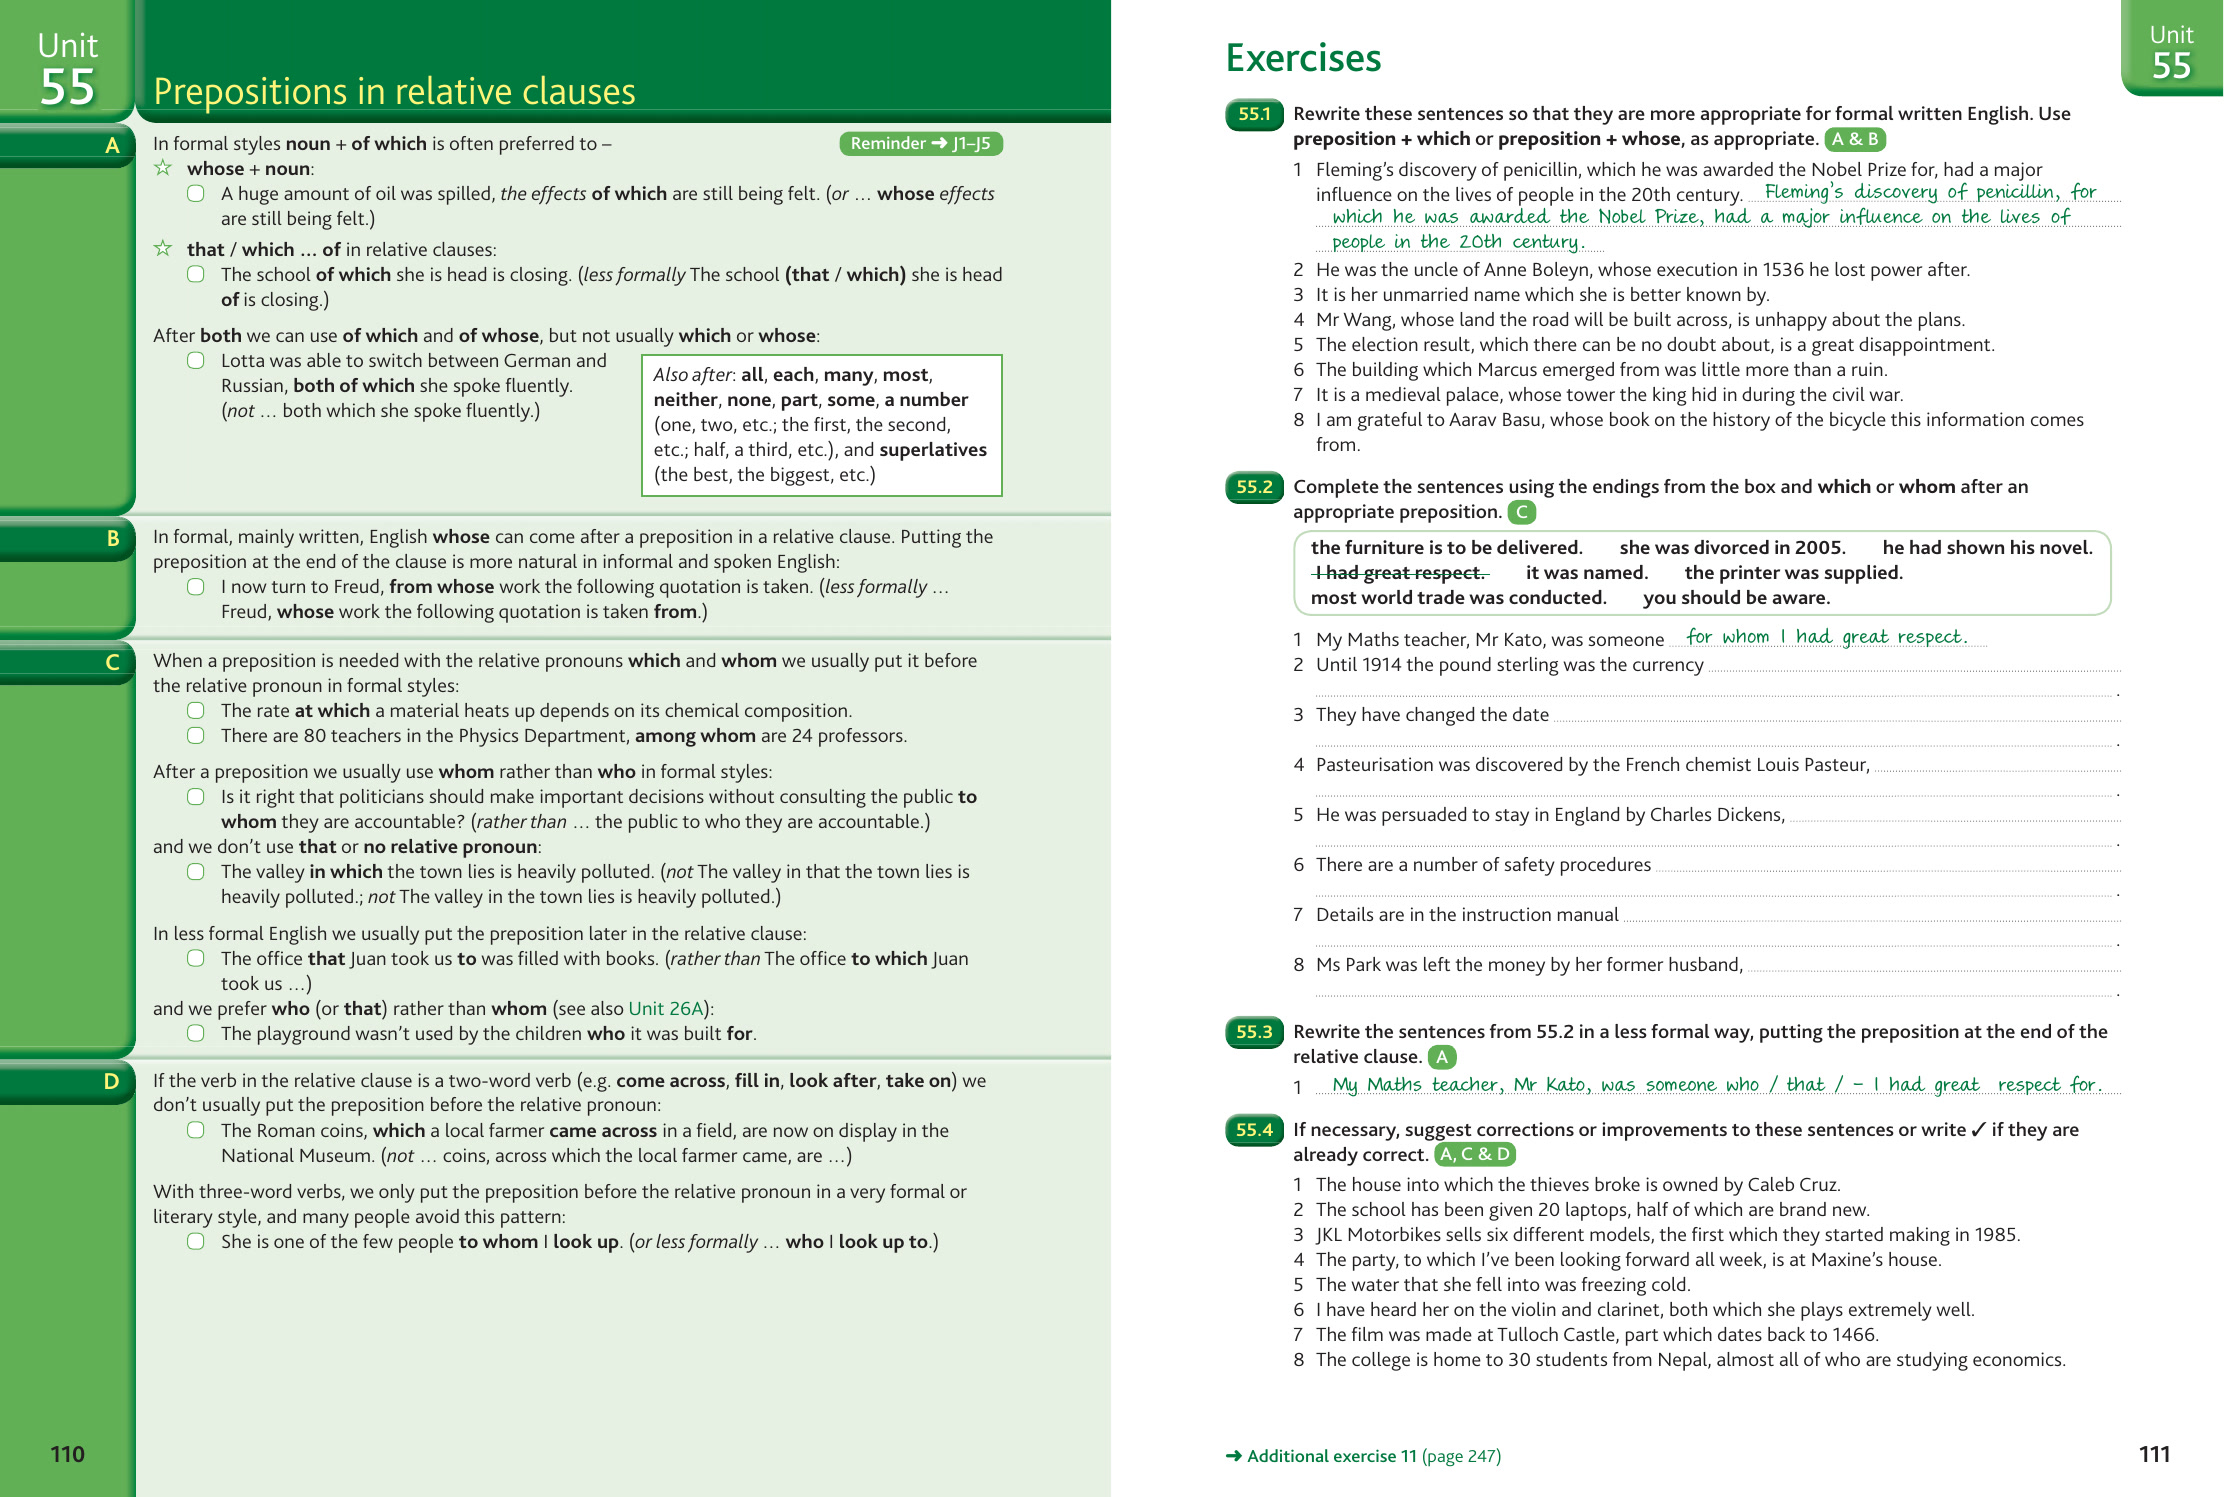 Unit
55
Prepositions in relative clauses
A
In formal styles noun + of which is often preferred to –
Reminder ➜ J1–J5
☆ whose + noun:
A huge amount of oil was spilled, the effects of which are still being felt. (or … whose effects
are still being felt.)
☆ that / which … of in relative clauses:
The school of which she is head is closing. (less formally The school (that / which) she is head
of is closing.)
After both we can use of which and of whose, but not usually which or whose:
Lotta was able to switch between German and
Russian, both of which she spoke fluently.
(not … both which she spoke fluently.)
Also after: all, each, many, most,
neither, none, part, some, a number
(one, two, etc.; the first, the second,
etc.; half, a third, etc.), and superlatives
(the best, the biggest, etc.)
B
In formal, mainly written, English whose can come after a preposition in a relative clause. Putting the
preposition at the end of the clause is more natural in informal and spoken English:
I now turn to Freud, from whose work the following quotation is taken. (less formally …
Freud, whose work the following quotation is taken from.)
C
When a preposition is needed with the relative pronouns which and whom we usually put it before
the relative pronoun in formal styles:
The rate at which a material heats up depends on its chemical composition.
There are 80 teachers in the Physics Department, among whom are 24 professors.
After a preposition we usually use whom rather than who in formal styles:
Is it right that politicians should make important decisions without consulting the public to
whom they are accountable? (rather than … the public to who they are accountable.)
and we don’t use that or no relative pronoun:
The valley in which the town lies is heavily polluted. (not The valley in that the town lies is
heavily polluted.; not The valley in the town lies is heavily polluted.)
In less formal English we usually put the preposition later in the relative clause:
The office that Juan took us to was filled with books. (rather than The office to which Juan
took us …)
and we prefer who (or that) rather than whom (see also Unit 26A):
The playground wasn’t used by the children who it was built for.
D
If the verb in the relative clause is a two-word verb (e.g. come across, fill in, look after, take on) we
don’t usually put the preposition before the relative pronoun:
The Roman coins, which a local farmer came across in a field, are now on display in the
National Museum. (not … coins, across which the local farmer came, are …)
With three-word verbs, we only put the preposition before the relative pronoun in a very formal or
literary style, and many people avoid this pattern:
She is one of the few people to whom I look up. (or less formally … who I look up to.)
110
Exercises
Unit
55
55.1 Rewrite these sentences so that they are more appropriate for formal written English. Use
preposition + which or preposition + whose, as appropriate. A & B
1 Fleming’s discovery of penicillin, which he was awarded the Nobel Prize for, had a major
influence on the lives of people in the 20th century. Fleming’s discovery of penicillin, for
which he was awarded the Nobel Prize, had a major influence on the lives of
people in the 20th century.
2 He was the uncle of Anne Boleyn, whose execution in 1536 he lost power after.
3 It is her unmarried name which she is better known by.
4 Mr Wang, whose land the road will be built across, is unhappy about the plans.
5 The election result, which there can be no doubt about, is a great disappointment.
6 The building which Marcus emerged from was little more than a ruin.
7 It is a medieval palace, whose tower the king hid in during the civil war.
8 I am grateful to Aarav Basu, whose book on the history of the bicycle this information comes
from.
55.2 Complete the sentences using the endings from the box and which or whom after an
appropriate preposition. C
the furniture is to be delivered. she was divorced in 2005. he had shown his novel.
I had great respect. it was named. the printer was supplied.
most world trade was conducted. you should be aware.
1 My Maths teacher, Mr Kato, was someone for whom I had great respect.
2 Until 1914 the pound sterling was the currency
.
3 They have changed the date
.
4 Pasteurisation was discovered by the French chemist Louis Pasteur,
.
5 He was persuaded to stay in England by Charles Dickens,
.
6 There are a number of safety procedures
.
7 Details are in the instruction manual
.
8 Ms Park was left the money by her former husband,
.
55.3 Rewrite the sentences from 55.2 in a less formal way, putting the preposition at the end of the
relative clause. A
1 My Maths teacher, Mr Kato, was someone who / that / – I had great respect for.
55.4 If necessary, suggest corrections or improvements to these sentences or write ✓ if they are
already correct. A, C & D
1 The house into which the thieves broke is owned by Caleb Cruz.
2 The school has been given 20 laptops, half of which are brand new.
3 JKL Motorbikes sells six different models, the first which they started making in 1985.
4 The party, to which I’ve been looking forward all week, is at Maxine’s house.
5 The water that she fell into was freezing cold.
6 I have heard her on the violin and clarinet, both which she plays extremely well.
7 The film was made at Tulloch Castle, part which dates back to 1466.
8 The college is home to 30 students from Nepal, almost all of who are studying economics.
➜ Additional exercise 11 (page 247)
111